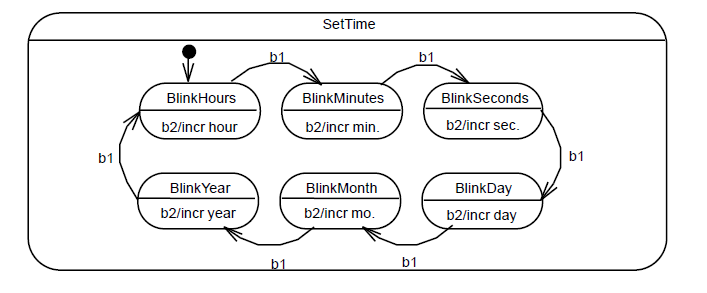 SetTime
b1
b1
BlinkHours
BlinkMinutes
BlinkSeconds
b2/incr hour
b2/incr min.
b2/incr sec.
b1
b1
BlinkYear
BlinkMonth
BlinkDay
b2/incr year
b2/incr mo.
b2/incr day
b1
b1